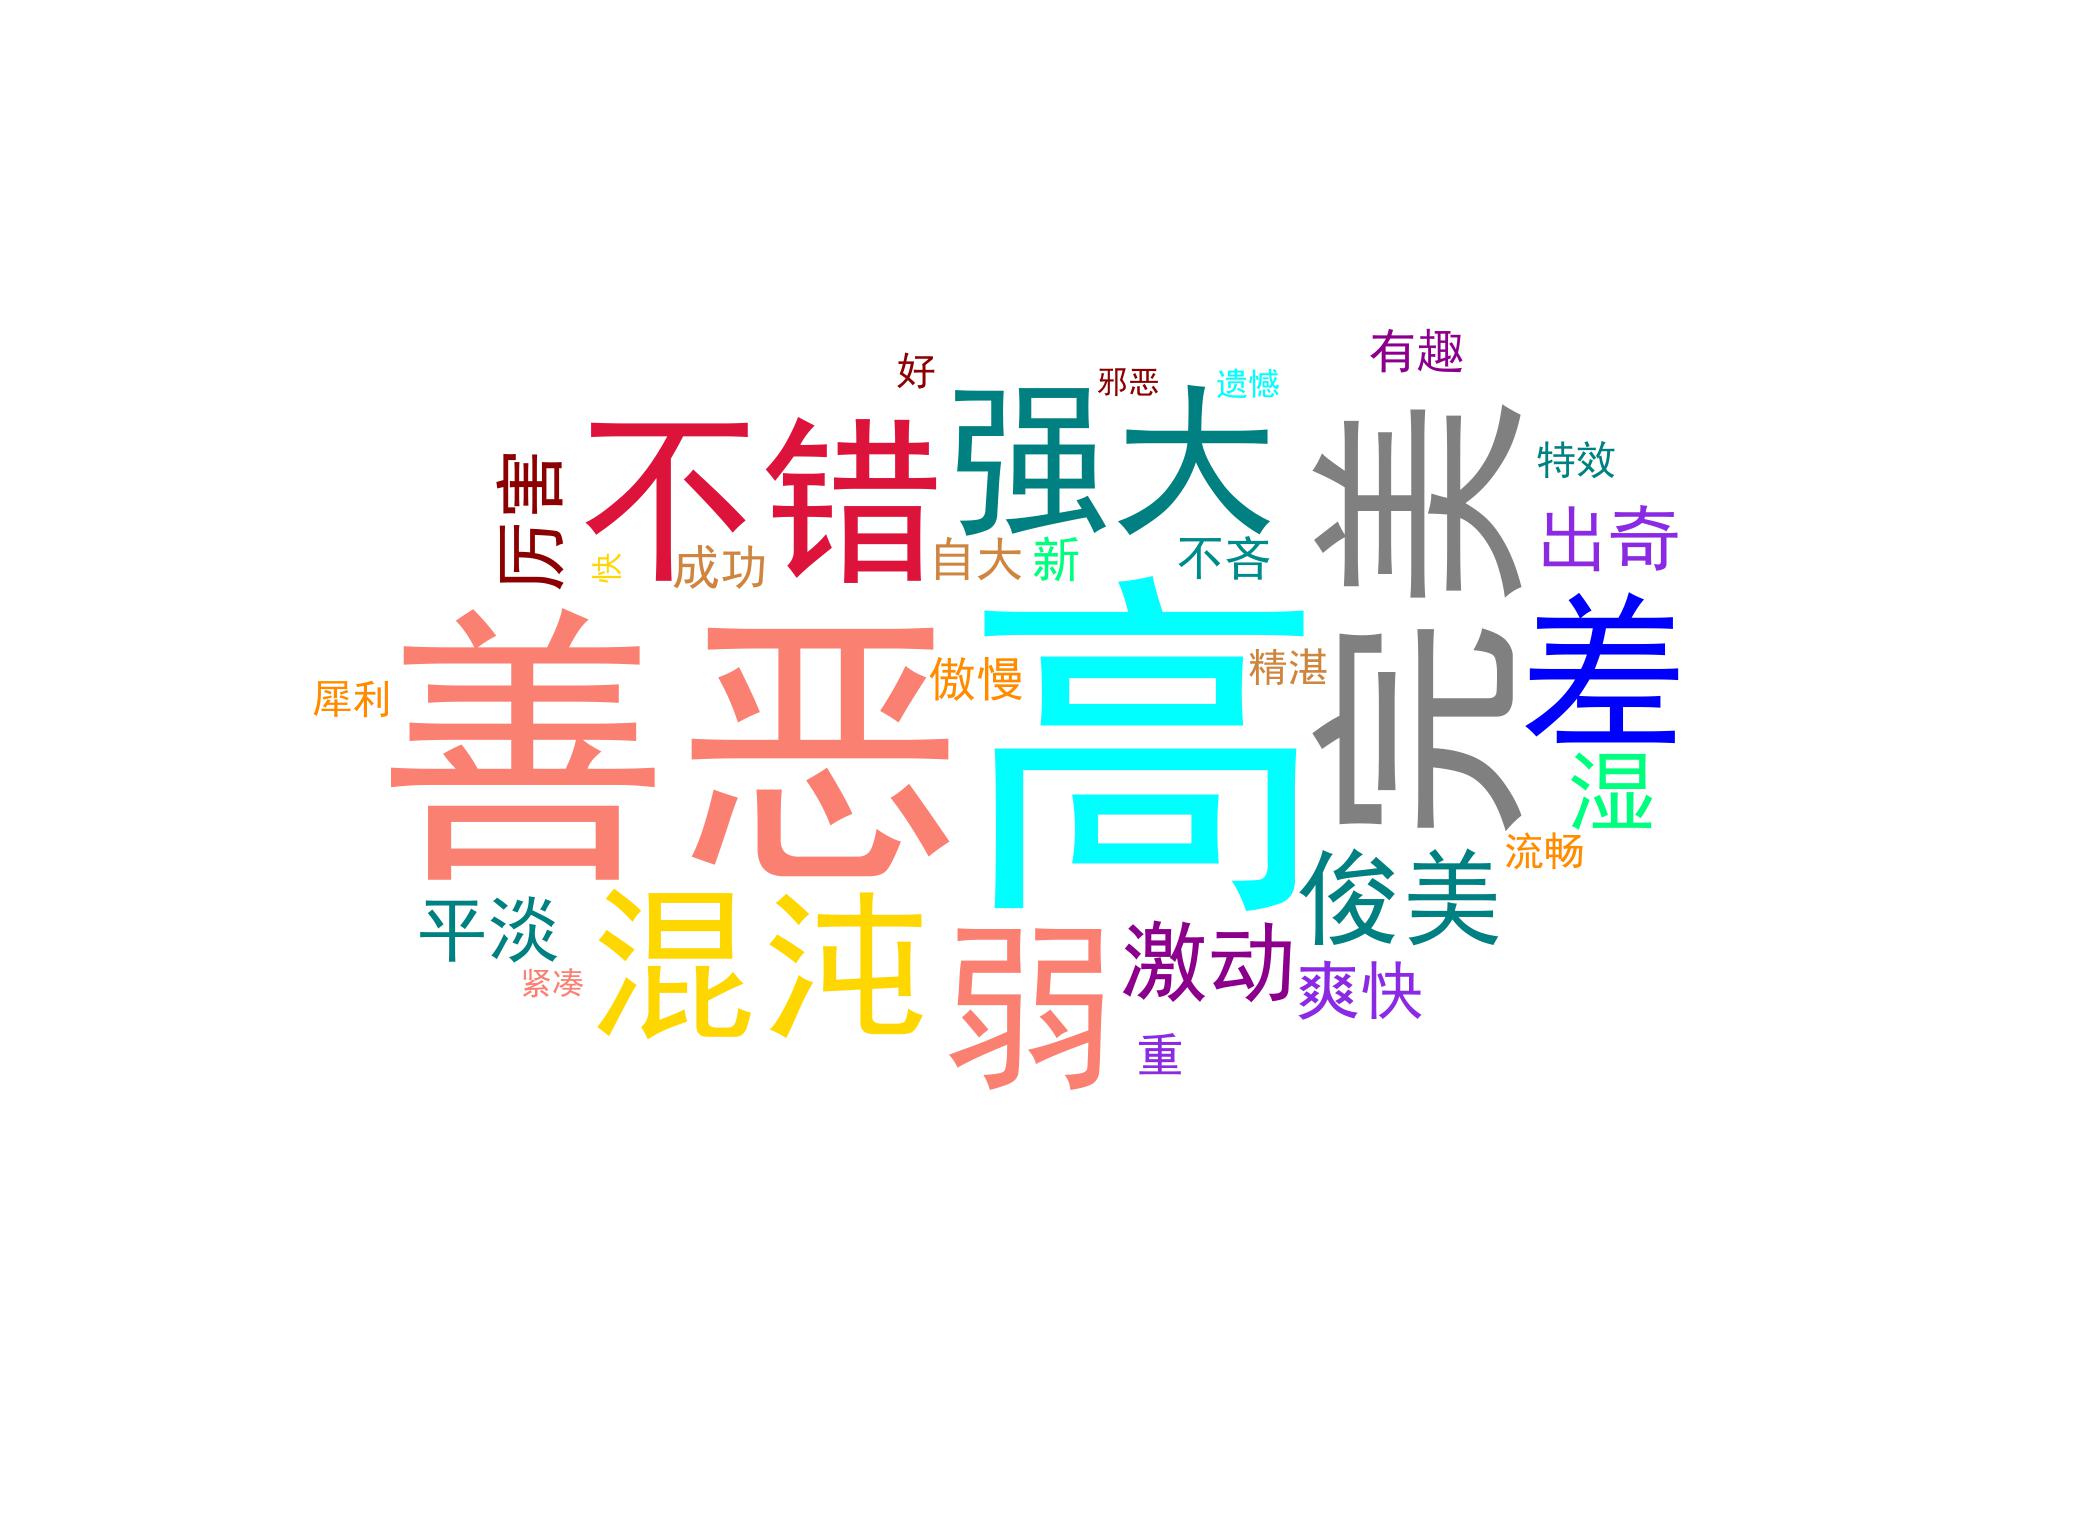 有趣
好
邪恶
遗憾
强大
不错
完美
特效
厉害
快
成功
自大
新
不吝
出奇
善恶
高
傲慢
精湛
差
犀利
湿
流畅
俊美
平淡
混沌
弱
激动
爽快
紧凑
重